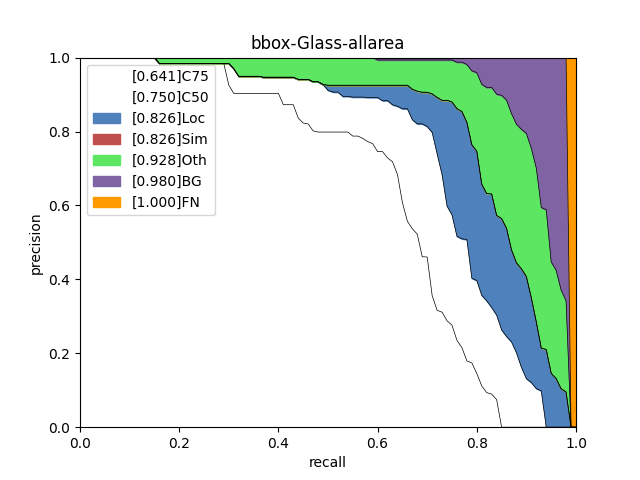 bbox-Glass-allarea
[0.641]C75
[0.750]C50
[0.826]Loc
[0.826]Sim
[0.928]Oth
[0.980]BG
[1.000]FN
1.0
0.8
0.6
0.4
0.2
0.0
precision
0.0 0.2 0.4 0.6 0.8 1.0
recall